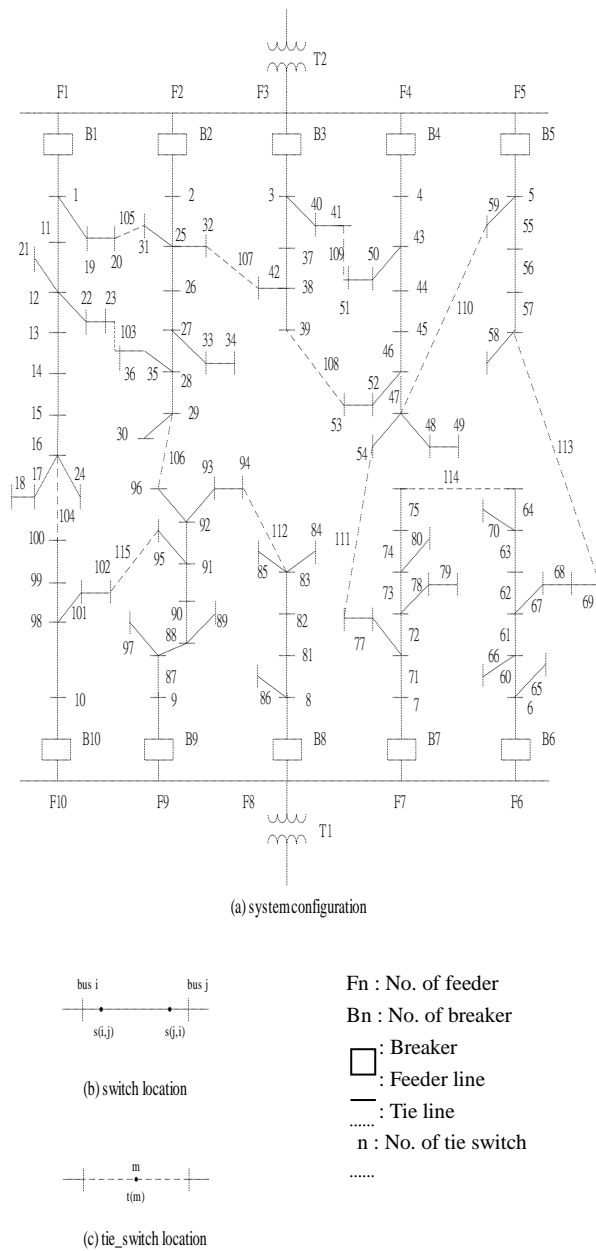 T2
F1 F2 F3 F4 F5
B1 B2 B3 B4 B5
1 2 3 4 5
40 41 59
11 105 32 43 55
21 31 25 37 109 50
19 20 107 42 56
12 22 23 26 38 51 44 110 57
13 103 27 33 34 39 45 58
14 36 35 28 108 46
15 29 52 47
16 30 53 48 49
106 93 94 54 113
18 17 24 96 114
104 92 75 64
100 112 84 111 80 70
115 95 85 74 63
99 102 91 83 79 68
101 90 73 78 62 67 69
98 89 82 77 72 61
97 88 81 66
87 86 71 60 65
10 9 8 7 6
B10 B9 B8 B7 B6
F10 F9 F8 F7 F6
T1
(a) system configuration
bus i bus j
s(i,j) s(j,i)
(b) switch location
m
t(m)
(c) tie_switch location
Fn : No. of feeder
Bn : No. of breaker
: Breaker
: Feeder line
: Tie line
n : No. of tie switch